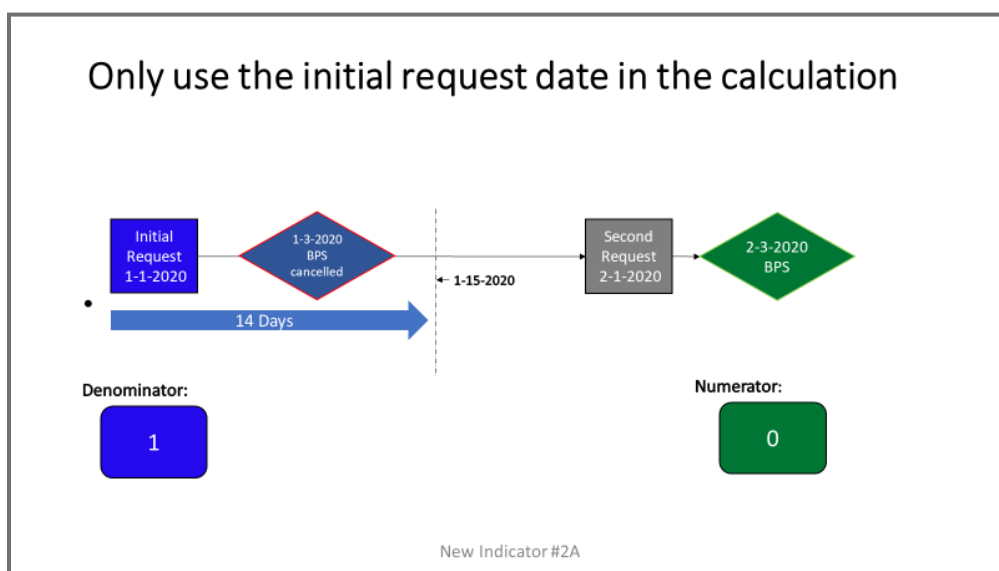 Only use the initial request date in the calculation
Initial
Request
1-1-2020
1-3-2020
BPS
cancelled
1-15-2020
Second
Request
2-1-2020
2-3-2020
BPS
•
14 Days
Denominator:
1
Numerator:
0
New Indicator #2A